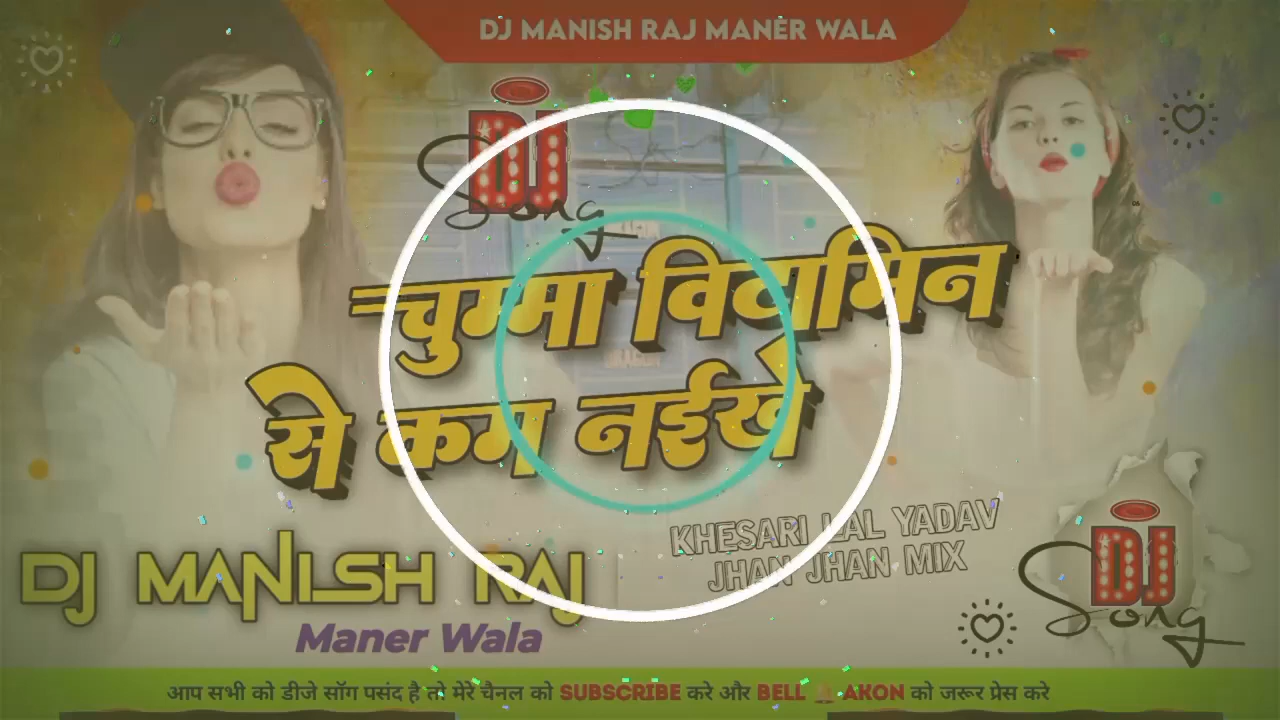 DJ MANISH RAJ MANER WALA
DJ
Song
चुम्मा विटामिन
से कम नईखे
KHESARI LAL YADAV
JHAN JHAN MIX
DJ MANISH RAJ
Maner Wala
DJ
Song
आप सभी को डीजे सॉग पसंद है तो मेरे चैनल को SUBSCRIBE करे और BELL AKON को जरूर प्रेस करे